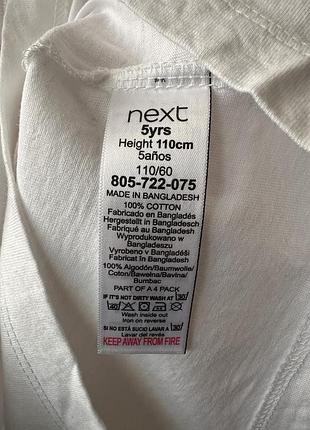 next
5yrs
Height 110cm
5años
110/60
805-722-075
MADE IN BANGLADESH
100% COTTON
Fabricado en Bangladés
Hergestellt in Bangladesch
Fabriqué au Bangladesh
Wyprodukowano w
Bangladeszu
Vyrobeno v Bangladéši
Fabricat în Bangladesh
100% Algodón/Baumwolle/
Coton/Bawełna/Bavlna/
Bumbac
PART OF A 4 PACK
IF IT'S NOT DIRTY WASH AT 30
40
Wash inside out
Iron on reverse
SI NO ESTÁ SUCIO LAVAR A 30
Lavar del revés
KEEP AWAY FROM FIRE